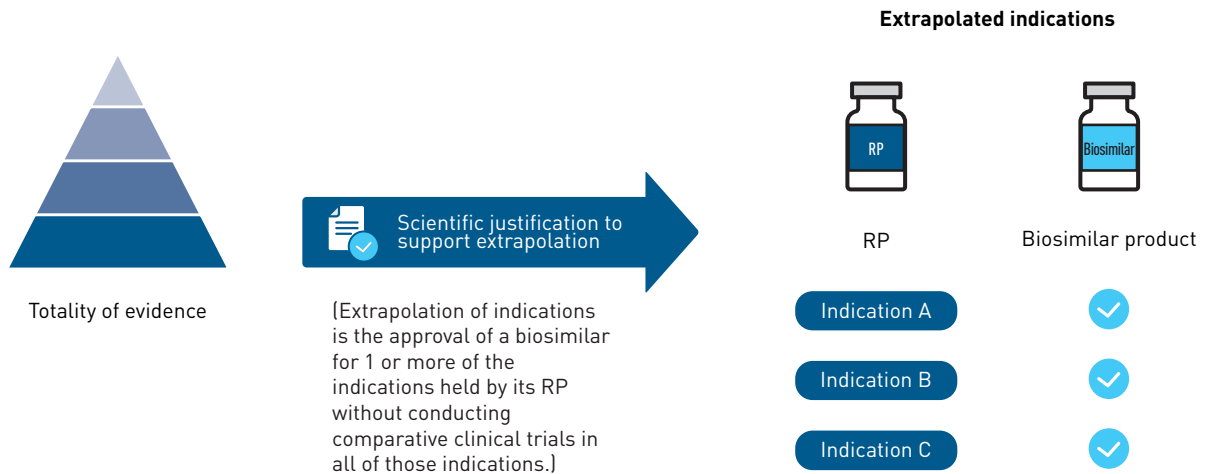 Extrapolated indications
RP
Biosimilar
Scientific justification to
support extrapolation
RP
Biosimilar product
Totality of evidence
(Extrapolation of indications
is the approval of a biosimilar
for 1 or more of the
indications held by its RP
without conducting
comparative clinical trials in
all of those indications.)
Indication A
Indication B
Indication C